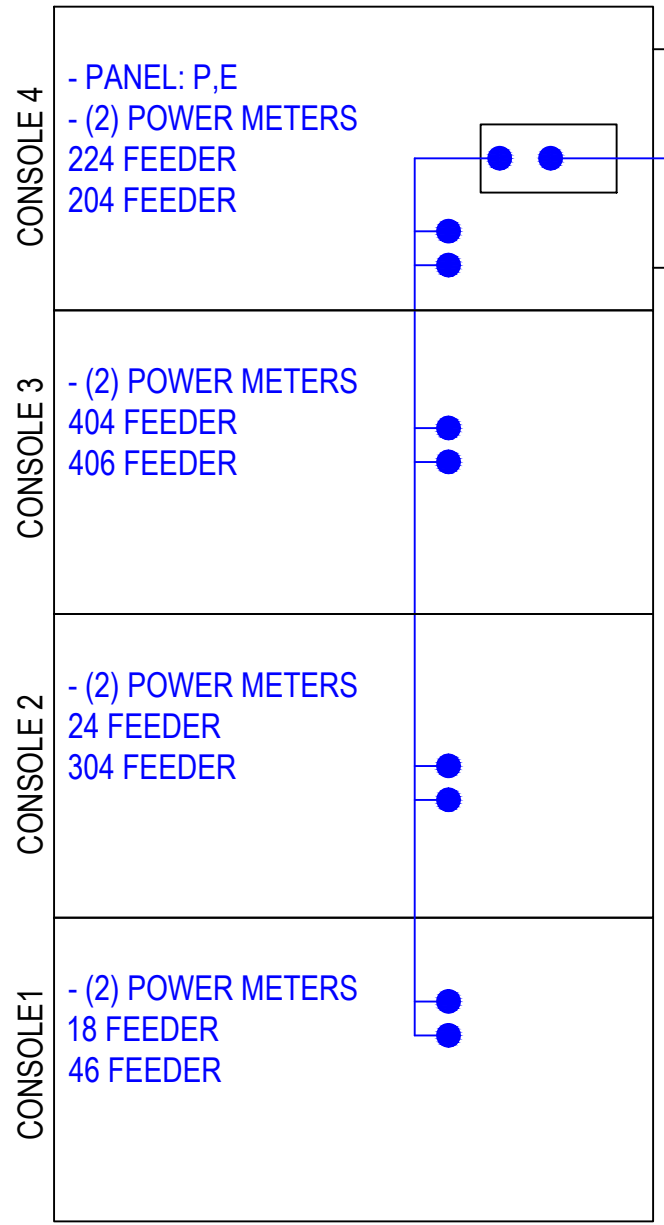 CONSOLE 4
- PANEL: P,E
- (2) POWER METERS
224 FEEDER
204 FEEDER
CONSOLE 3
- (2) POWER METERS
404 FEEDER
406 FEEDER
CONSOLE 2
- (2) POWER METERS
24 FEEDER
304 FEEDER
CONSOLE1
- (2) POWER METERS
18 FEEDER
46 FEEDER